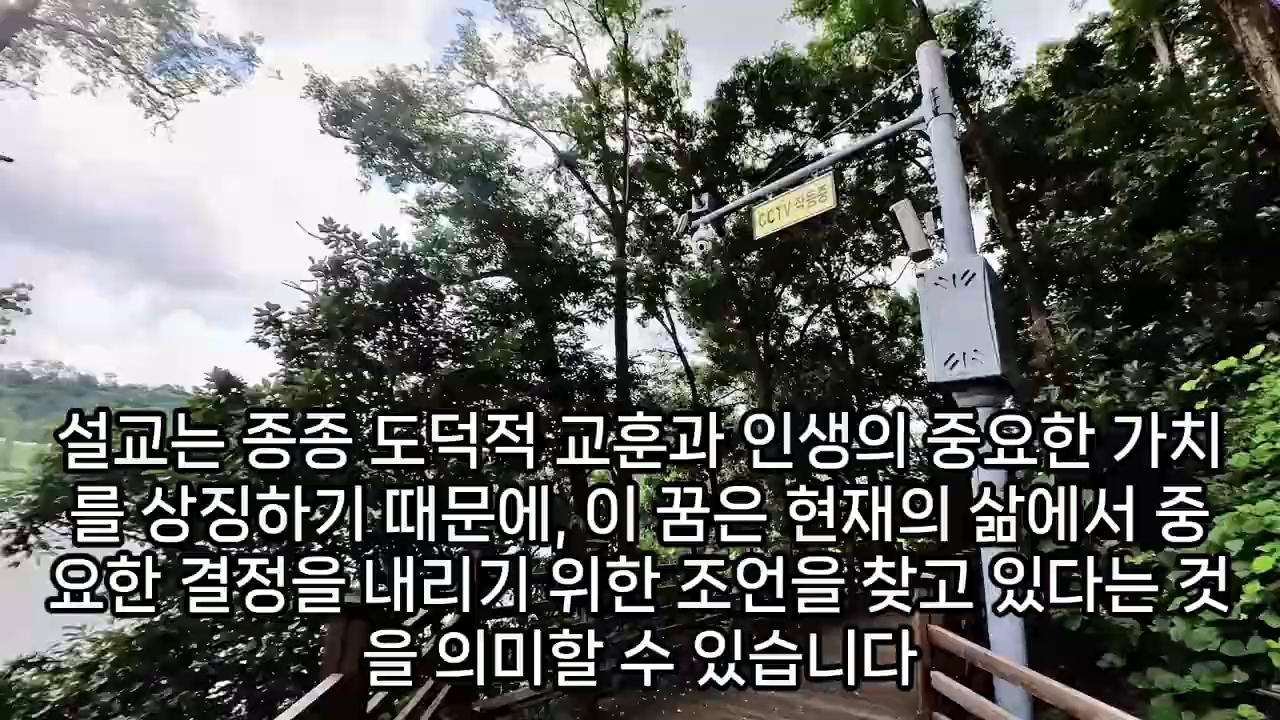 CCTV 작동중
설교는 종종 도덕적 교훈과 인생의 중요한 가치
를 상징하기 때문에, 이 꿈은 현재의 삶에서 중
요한 결정을 내리기 위한 조언을 찾고 있다는 것
을 의미할 수 있습니다